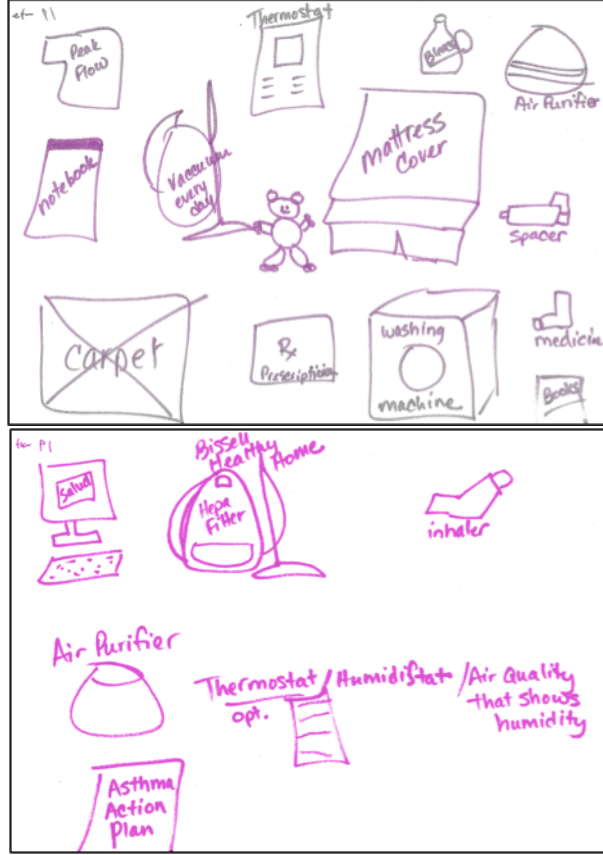 Peak
Flow
Thermostat
Air Purifier
notebook
Vaccuum
every
day
Mattress
Cover
spacer
Carpet
Rx
Prescription
washing
machine
medicine
Books
P1
Salud
Bissell
Healthy
Home
Hepa
Filter
inhaler
Air Purifier
Thermostat / Humidistat / Air Quality
that shows
humidity
opt.
Asthma
Action
Plan